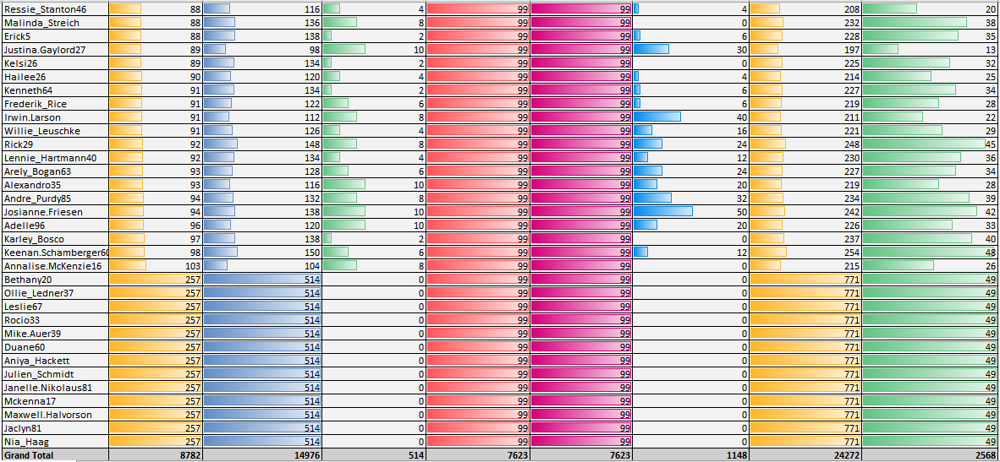 Ressie_Stanton46 88 116 4 99 99 4 208 20
Malinda_Streich 88 136 8 99 99 0 232 38
Erick5 88 138 2 99 99 6 228 35
Justina.Gaylord27 89 98 10 99 99 30 197 13
Kelsi26 89 134 2 99 99 0 225 32
Hailee26 90 120 4 99 99 4 214 25
Kenneth64 91 134 2 99 99 6 227 34
Frederik_Rice 91 122 6 99 99 6 219 28
Irwin.Larson 91 112 8 99 99 40 211 22
Willie_Leuschke 91 126 4 99 99 16 221 29
Rick29 92 148 8 99 99 24 248 45
Lennie_Hartmann40 92 134 4 99 99 12 230 36
Arely_Bogan63 93 128 6 99 99 24 227 34
Alexandro35 93 116 10 99 99 20 219 28
Andre_Purdy85 94 132 8 99 99 32 234 39
Josianne.Friesen 94 138 10 99 99 50 242 42
Adelle96 96 120 10 99 99 20 226 33
Karley_Bosco 97 138 2 99 99 0 237 40
Keenan.Schamberger60 98 150 6 99 99 12 254 48
Annalise.McKenzie16 103 104 8 99 99 0 215 26
Bethany20 257 514 0 99 99 0 771 49
Ollie_Ledner37 257 514 0 99 99 0 771 49
Leslie67 257 514 0 99 99 0 771 49
Rocio33 257 514 0 99 99 0 771 49
Mike.Auer39 257 514 0 99 99 0 771 49
Duane60 257 514 0 99 99 0 771 49
Aniya_Hackett 257 514 0 99 99 0 771 49
Julien_Schmidt 257 514 0 99 99 0 771 49
Janelle.Nikolaus81 257 514 0 99 99 0 771 49
Mckenna17 257 514 0 99 99 0 771 49
Maxwell.Halvorson 257 514 0 99 99 0 771 49
Jaclyn81 257 514 0 99 99 0 771 49
Nia_Haag 257 514 0 99 99 0 771 49
Grand Total 8782 14976 514 7623 7623 1148 24272 2568